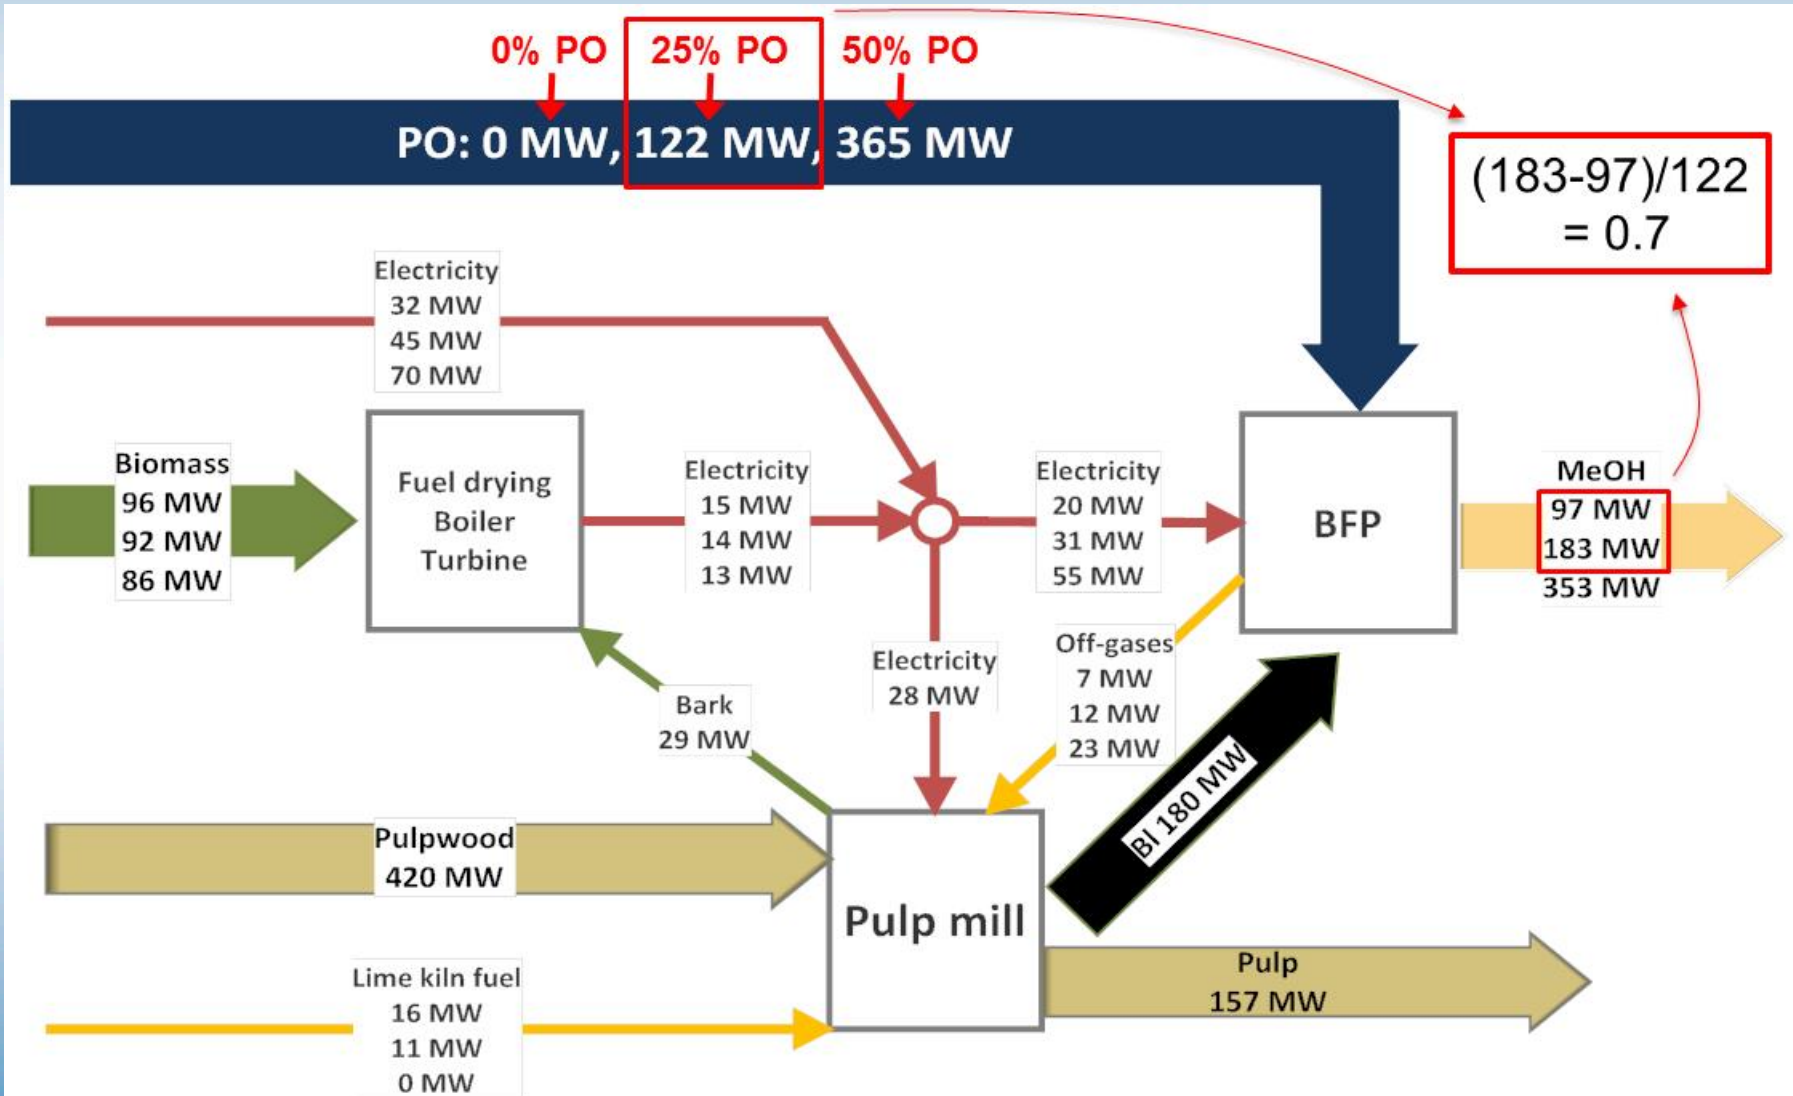 0% PO
25% PO
50% PO
PO: 0 MW, 122 MW, 365 MW
(183-97)/122
= 0.7
Electricity
32 MW
45 MW
70 MW
Biomass
96 MW
92 MW
86 MW
Fuel drying
Boiler
Turbine
Electricity
15 MW
14 MW
13 MW
Electricity
20 MW
31 MW
55 MW
BFP
MeOH
97 MW
183 MW
353 MW
Off-gases
7 MW
12 MW
23 MW
Electricity
28 MW
Bark
29 MW
Bl 180 MW
Pulpwood
420 MW
Pulp mill
Pulp
157 MW
Lime kiln fuel
16 MW
11 MW
0 MW